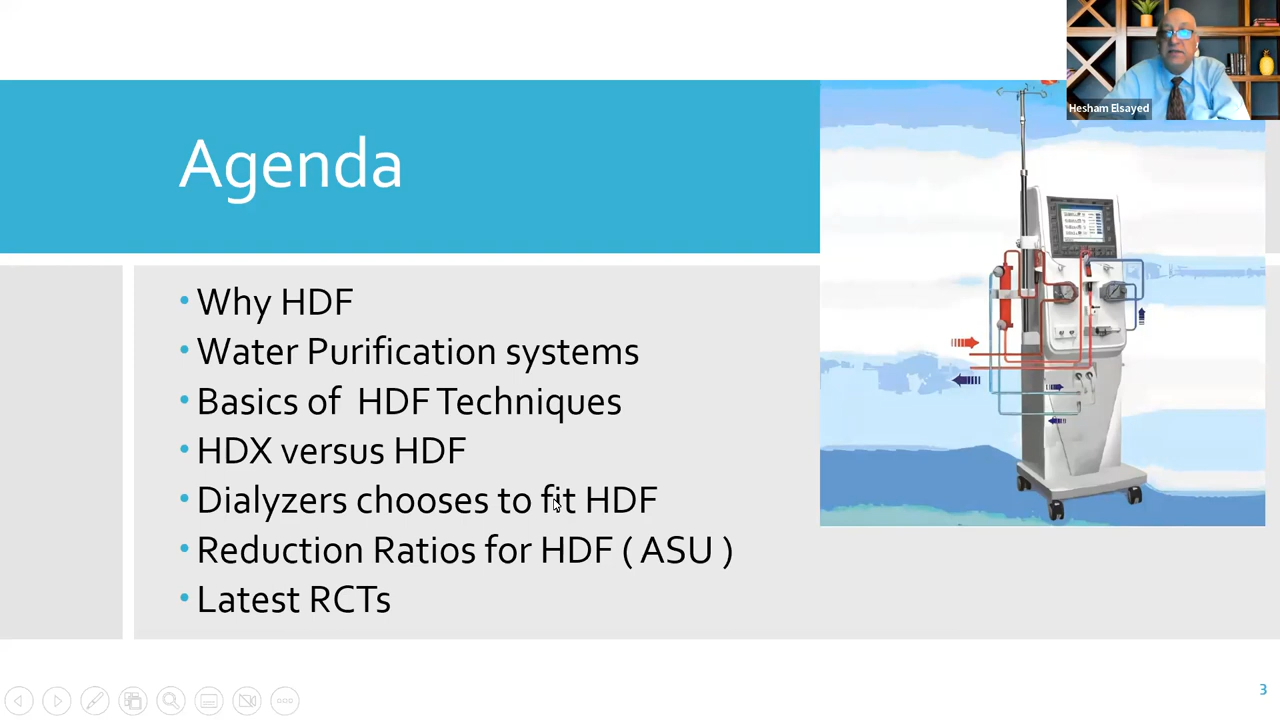 Hesham Elsayed
Agenda
• Why HDF
• Water Purification systems
• Basics of  HDF Techniques
• HDX versus HDF
• Dialyzers chooses to fit HDF
• Reduction Ratios for HDF ( ASU )
• Latest RCTs
3